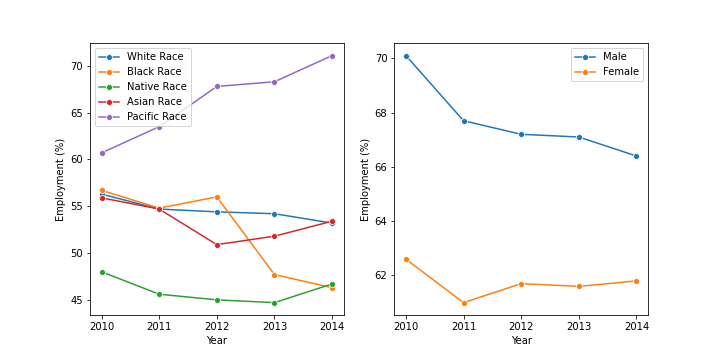 White Race
Black Race
Native Race
Asian Race
Pacific Race
70
65
60
55
50
45
Employment (%)
2010 2011 2012 2013 2014
Year
Male
Female
70
68
66
64
62
Employment (%)
2010 2011 2012 2013 2014
Year